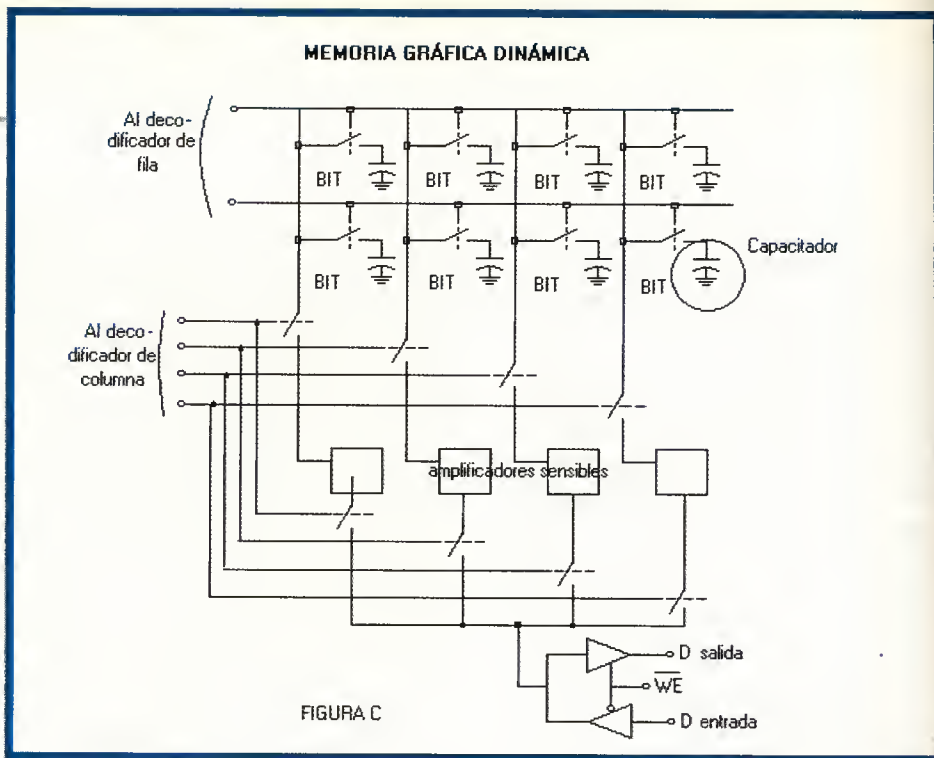 MEMORIA GRÁFICA DINÁMICA
Al deco-
dificador de
fila
BIT BIT BIT BIT
BIT BIT BIT BIT
Capacitador
Al deco-
dificador de
columna
amplificadores sensibles
D salida
WE
D entrada
FIGURA C